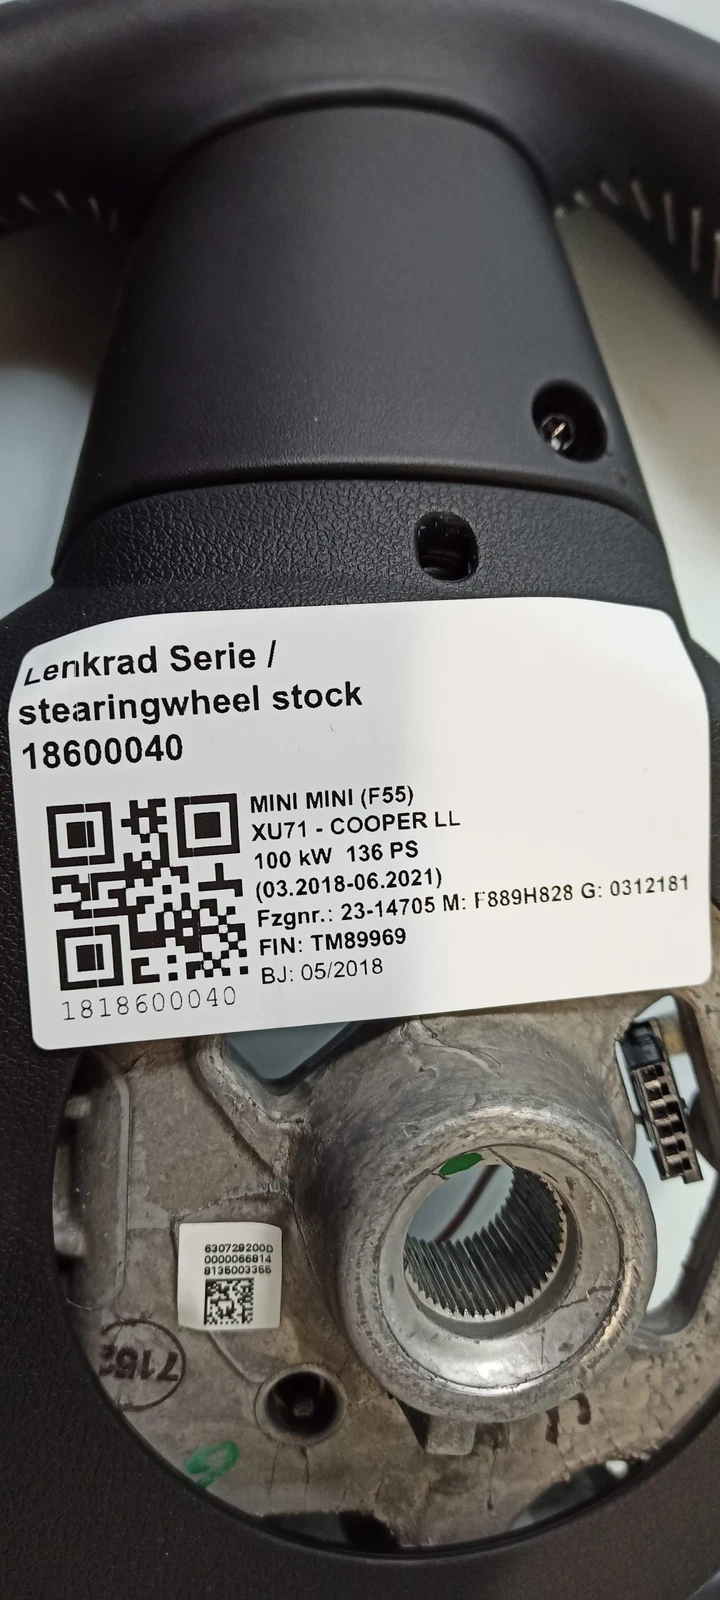 Lenkrad Serie /
stearingwheel stock
18600040
MINI MINI (F55)
XU71 - COOPER LL
100 kW 136 PS
(03.2018-06.2021)
Fzgnr.: 23-14705 M: F889H828 G: 0312181
FIN: TM89969
BJ: 05/2018
1818600040
630729200D
0000066814
8135003355